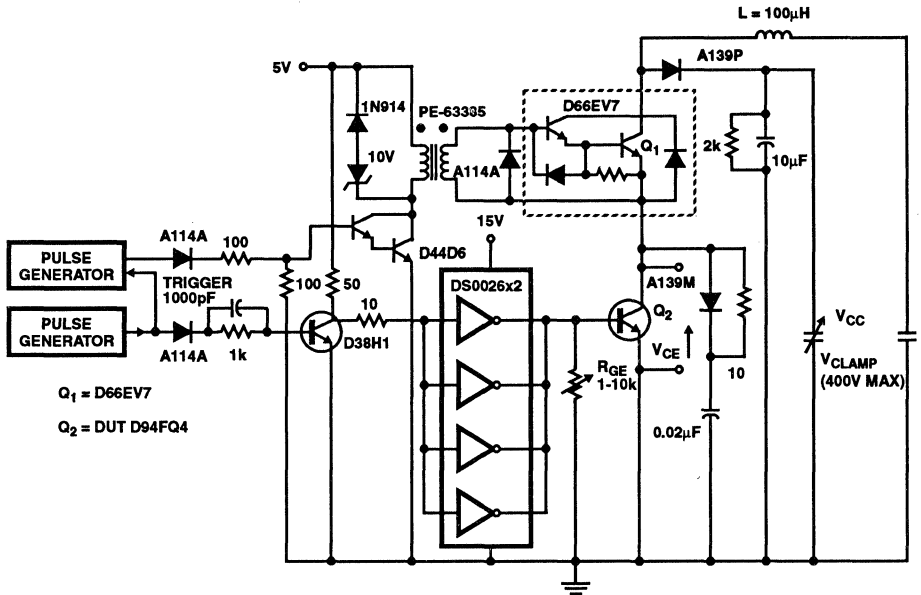 L = 100µH
A139P
5V
1N914
PE-63385
D66EV7
10V
A114A
Q1
2k
10µF
15V
PULSE GENERATOR
A114A
100
D44D6
TRIGGER
1000pF
100
50
DS0026x2
A139M
10
Q2
PULSE GENERATOR
A114A
1k
D38H1
VCE
VCC
RGE
1-10k
10
VCLAMP
(400V MAX)
Q1 = D66EV7
Q2 = DUT D94FQ4
0.02µF